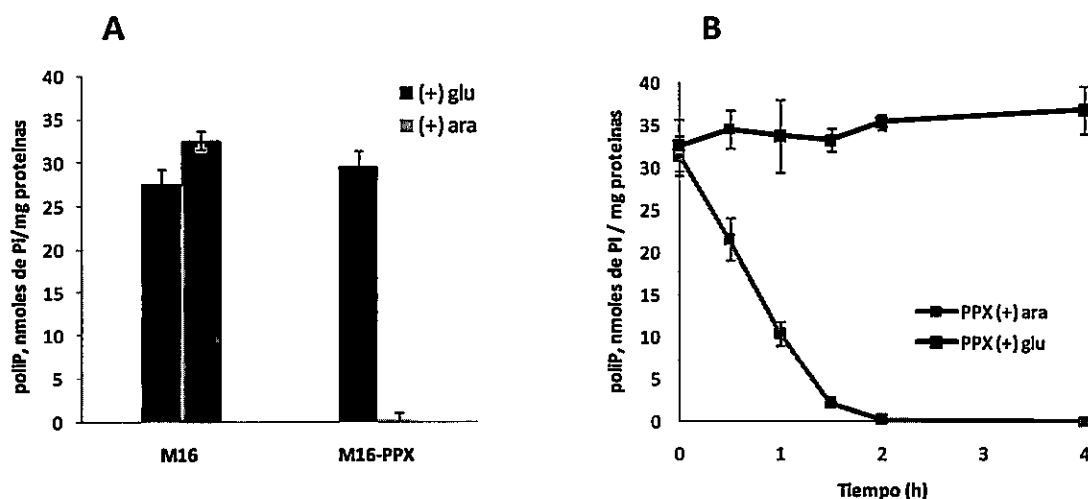 A
40
35
30
25
20
15
10
5
0
poliP, nmoles de Pi/mg proteínas
(+) glu
(+) ara
M16
M16-PPX
B
40
35
30
25
20
15
10
5
0
poliP, nmoles de Pi / mg proteínas
PPX (+) ara
PPX (+) glu
0
1
2
3
4
Tiempo (h)